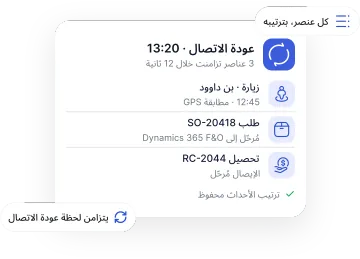 كل عنصر، بترتيبه
عودة الاتصال · 13:20
3 عناصر تزامنت خلال 12 ثانية
زيارة · بن داوود
12:45 · مطابقة GPS
طلب SO-20418
مُرحّل إلى Dynamics 365 F&O
تحصيل RC-2044
الإيصال مُرحّل
ترتيب الأحداث محفوظ
يتزامن لحظة عودة الاتصال